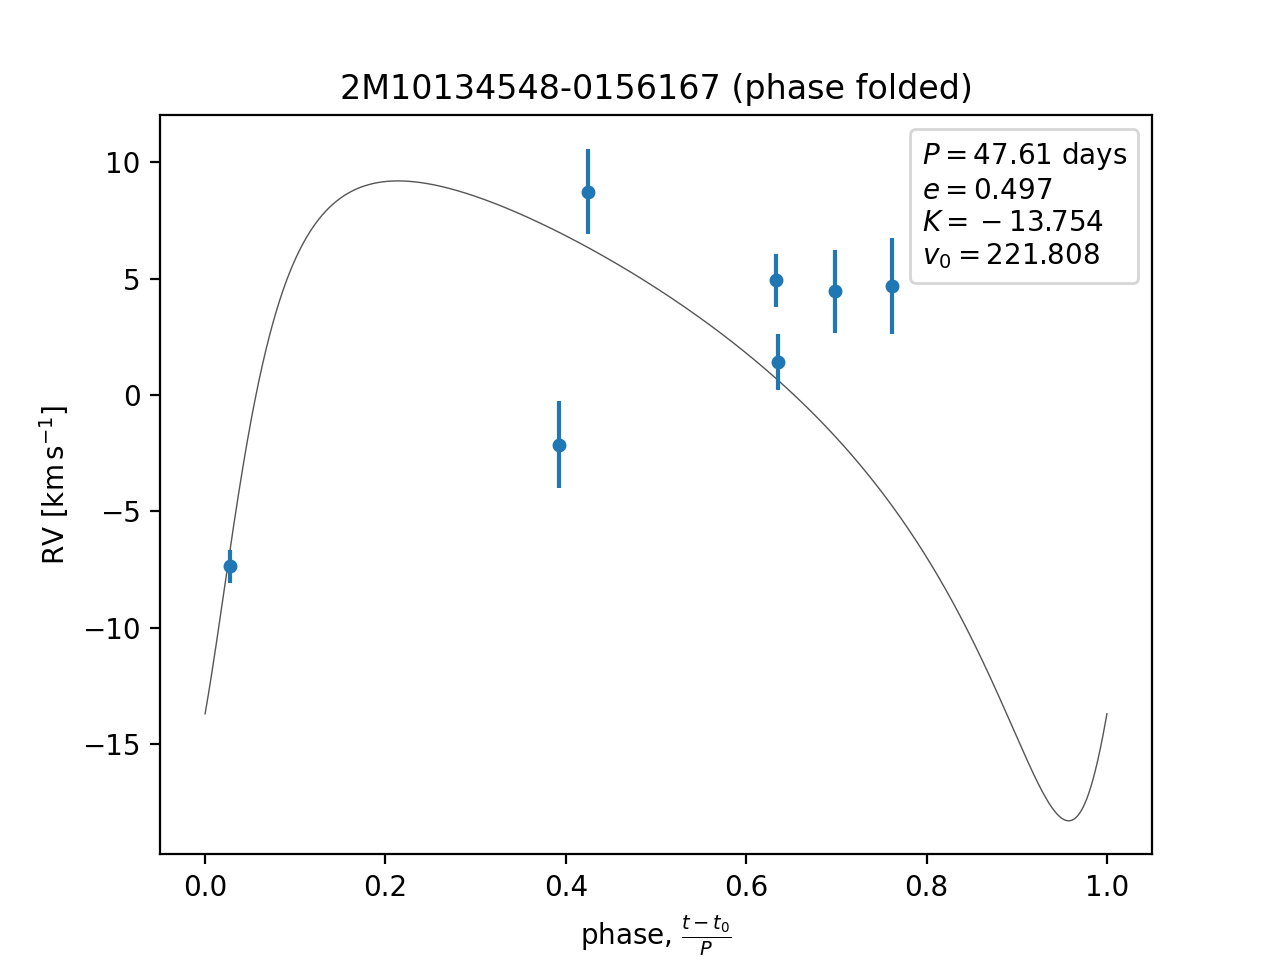 2M10134548-0156167 (phase folded)
P = 47.61 days
e = 0.497
K = −13.754
v₀ = 221.808
RV [km s⁻¹]
10
5
0
−5
−10
−15
0.0 0.2 0.4 0.6 0.8 1.0
phase, (t − t₀)/P